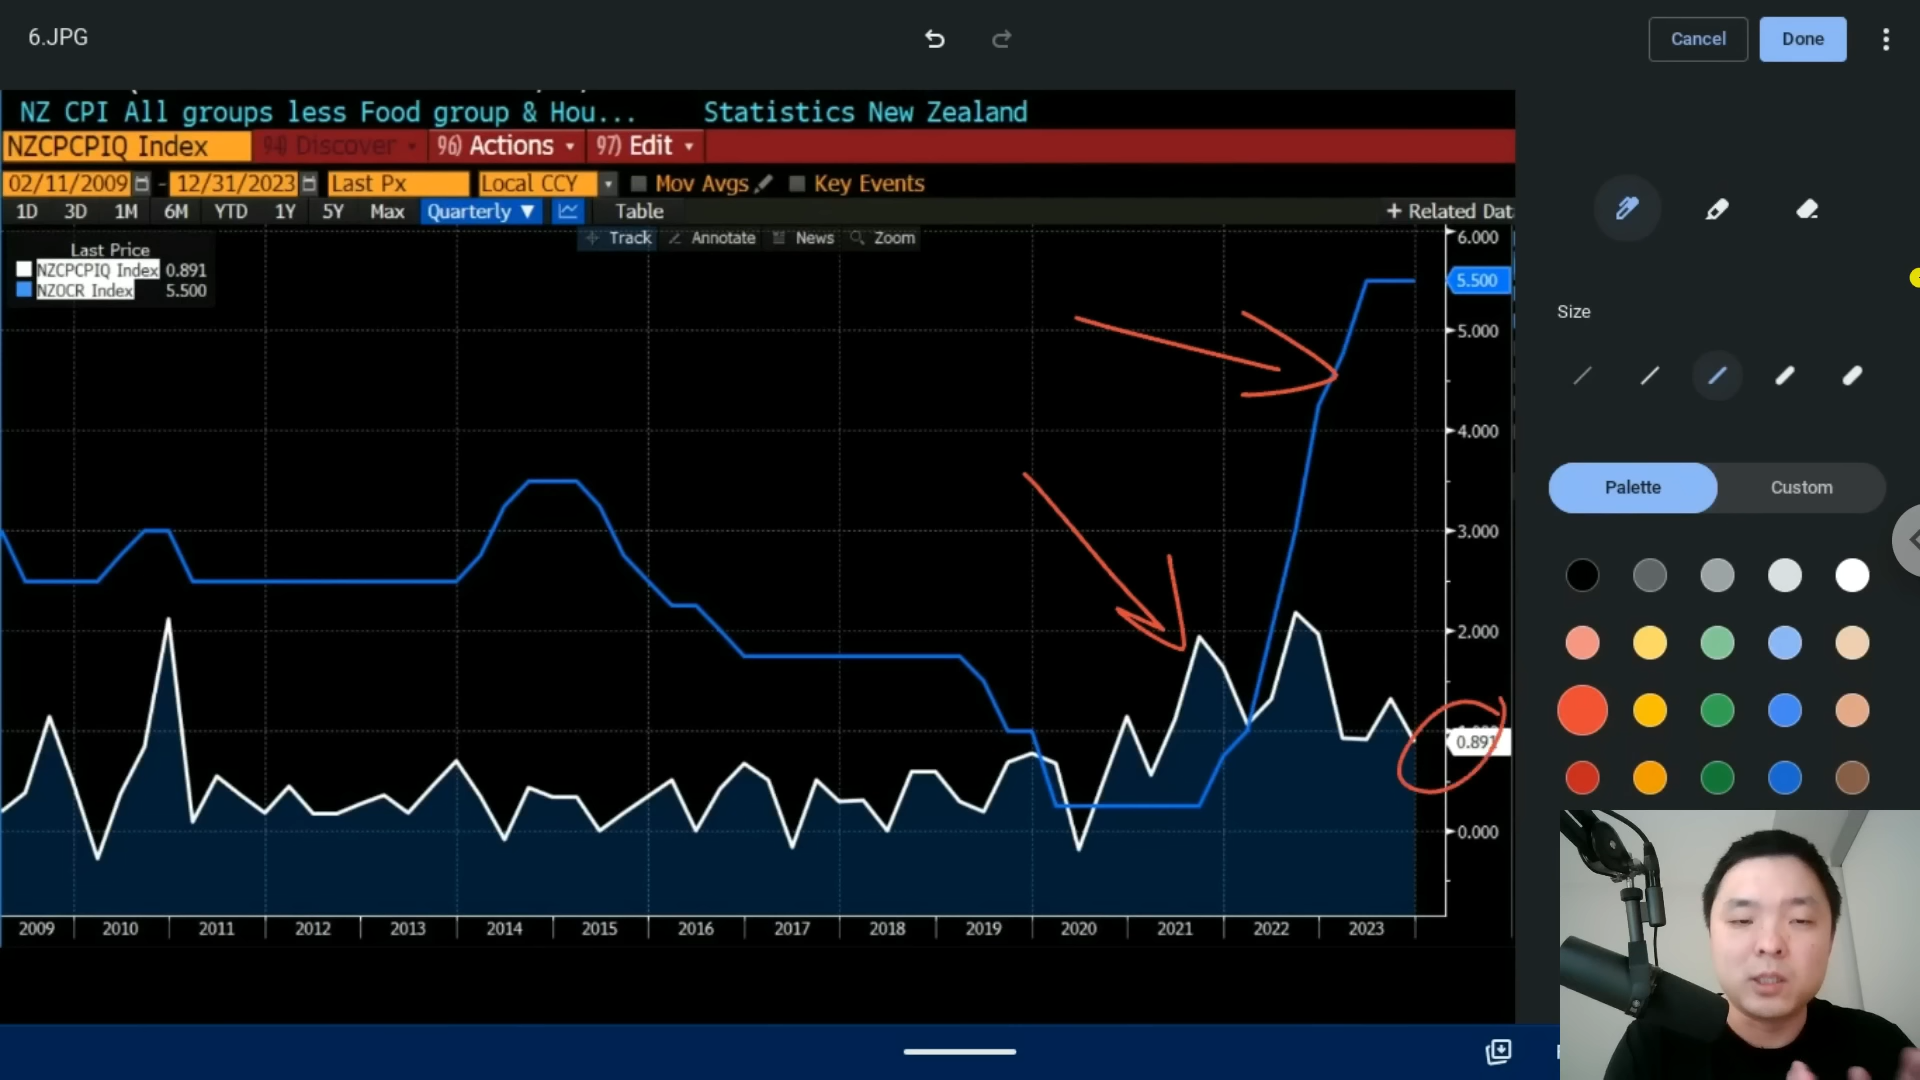 6.JPG
Cancel
Done
NZ CPI All groups less Food group & Hou... Statistics New Zealand
NZCPCPIQ Index 94) Discover 96) Actions 97) Edit
02/11/2009 - 12/31/2023 Last Px Local CCY Mov Avgs Key Events
1D 3D 1M 6M YTD 1Y 5Y Max Quarterly Table + Related Dat
Track Annotate News Zoom
Last Price
NZCPCPIQ Index 0.891
NZOCR Index 5.500
6.000
5.500
5.000
4.000
3.000
2.000
0.891
0.000
2009 2010 2011 2012 2013 2014 2015 2016 2017 2018 2019 2020 2021 2022 2023
Size
Palette
Custom